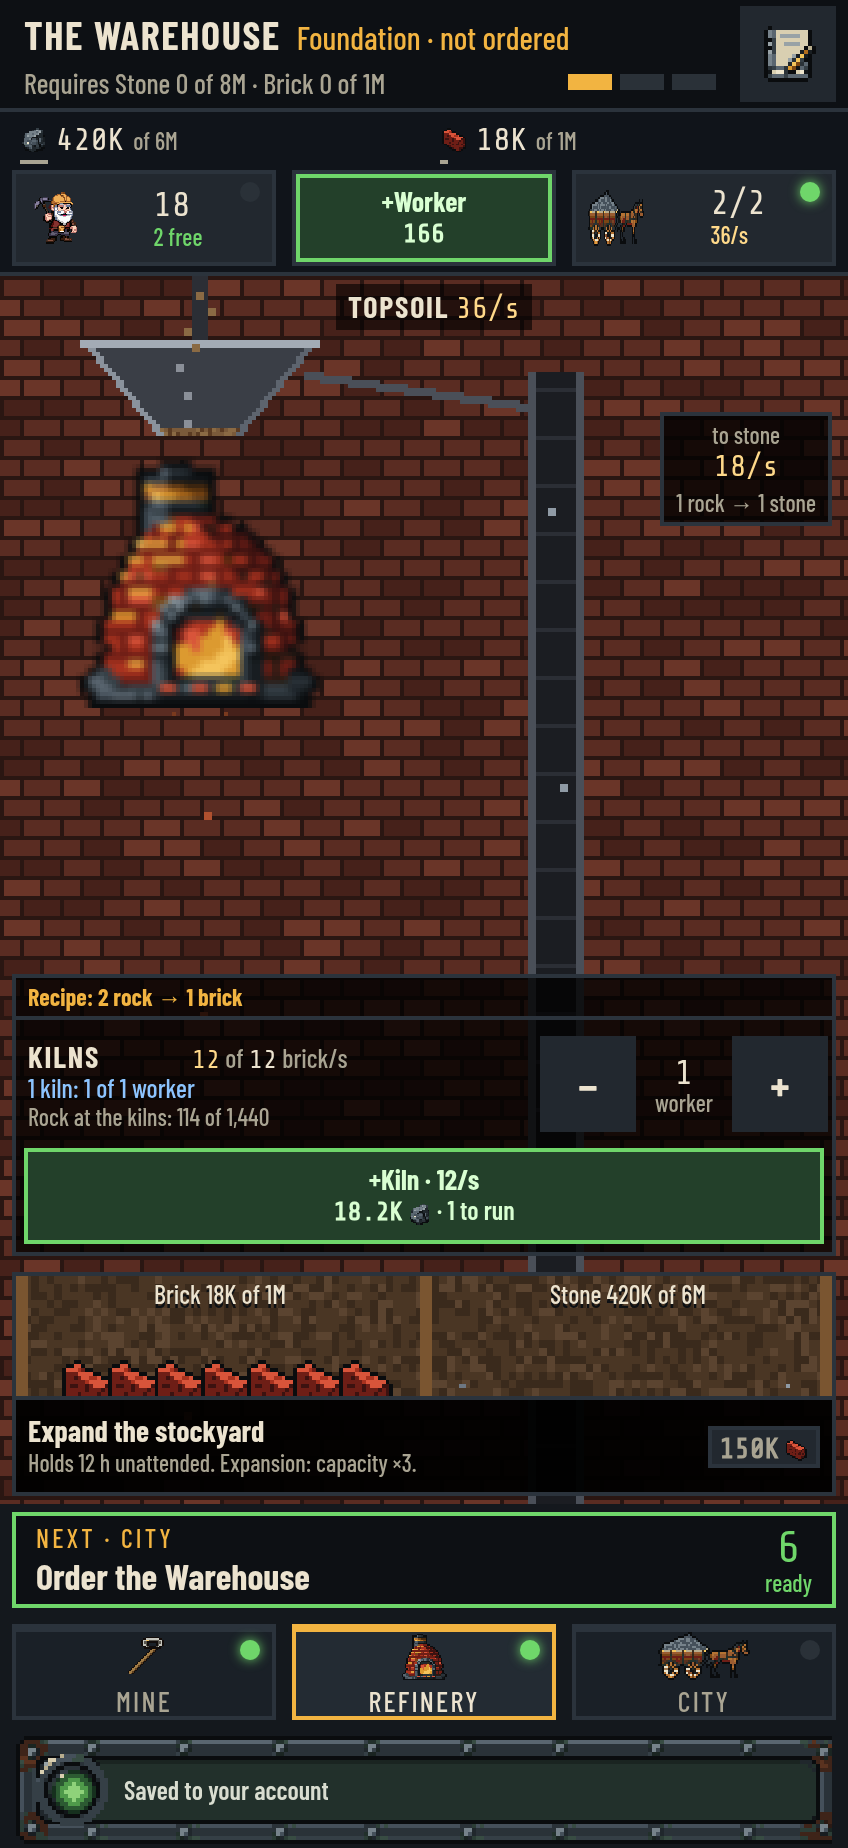 THE WAREHOUSE Foundation · not ordered
Requires Stone 0 of 8M · Brick 0 of 1M
420K of 6M 18K of 1M
18
2 free
+Worker
166
2/2
36/s
TOPSOIL 36/s
to stone
18/s
1 rock → 1 stone
Recipe: 2 rock → 1 brick
KILNS 12 of 12 brick/s
1 kiln: 1 of 1 worker
Rock at the kilns: 114 of 1,440
−
1
worker
+
+Kiln · 12/s
18.2K · 1 to run
Brick 18K of 1M Stone 420K of 6M
Expand the stockyard
Holds 12 h unattended. Expansion: capacity ×3.
150K
NEXT · CITY
Order the Warehouse
6
ready
MINE REFINERY CITY
Saved to your account